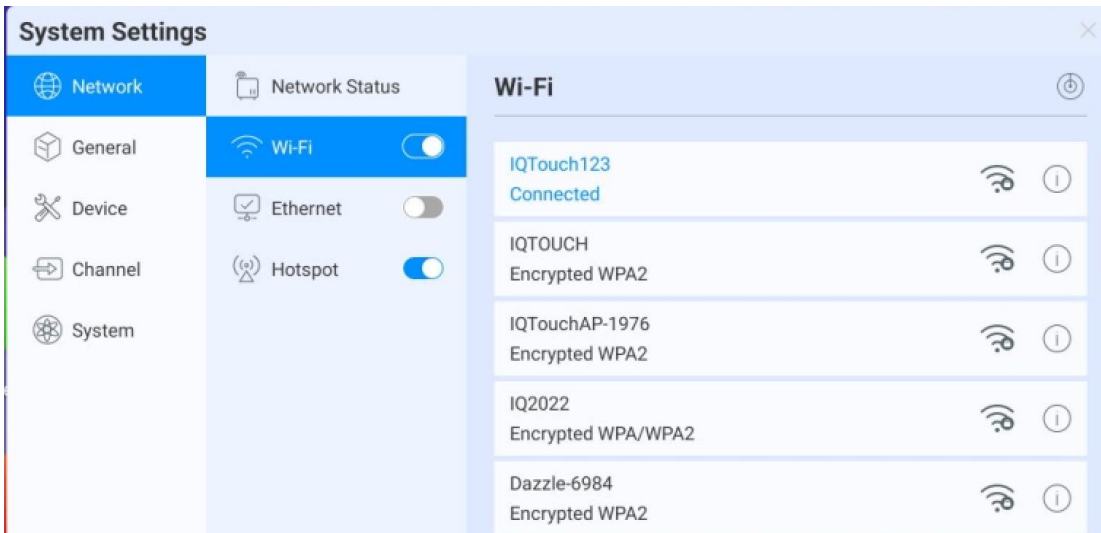 System Settings
Network
General
Device
Channel
System
Network Status
Wi-Fi
Ethernet
Hotspot
Wi-Fi
IQTouch123
Connected
IQTOUCH
Encrypted WPA2
IQTouchAP-1976
Encrypted WPA2
IQ2022
Encrypted WPA/WPA2
Dazzle-6984
Encrypted WPA2